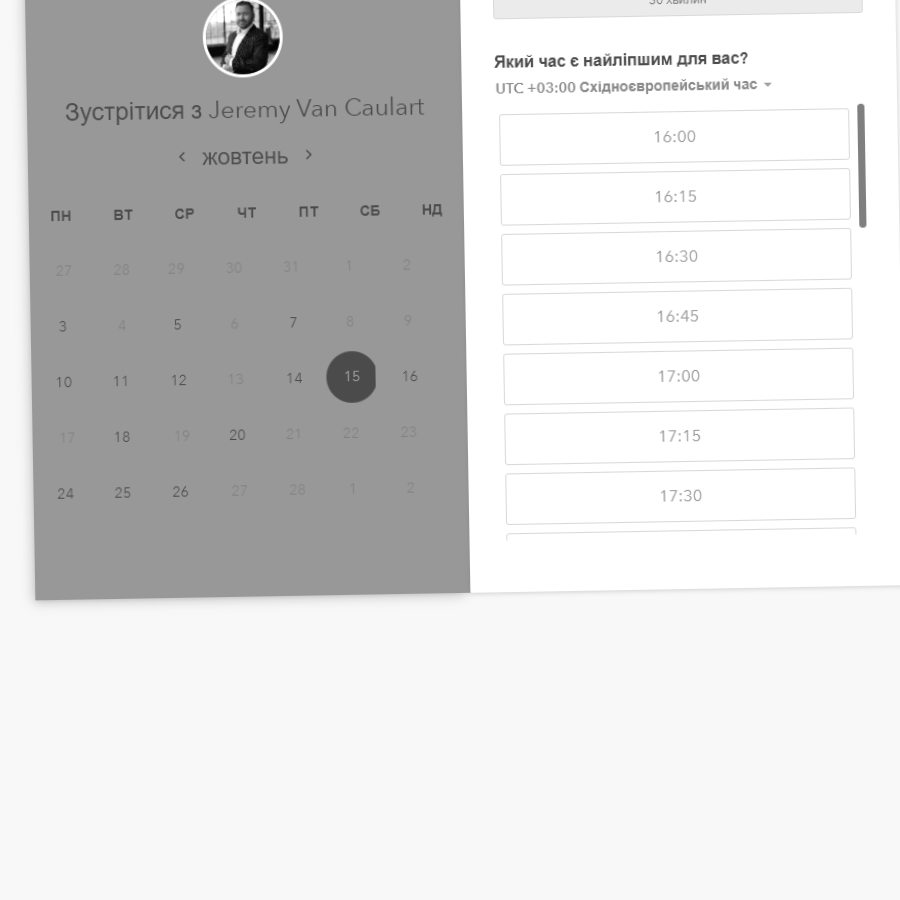 Зустрітися з Jeremy Van Caulart
‹ жовтень ›
ПН ВТ СР ЧТ ПТ СБ НД
27 28 29 30 31 1 2
3 4 5 6 7 8 9
10 11 12 13 14 15 16
17 18 19 20 21 22 23
24 25 26 27 28 1 2
30 хвилин
Який час є найліпшим для вас?
UTC +03:00 Східноєвропейський час
16:00
16:15
16:30
16:45
17:00
17:15
17:30